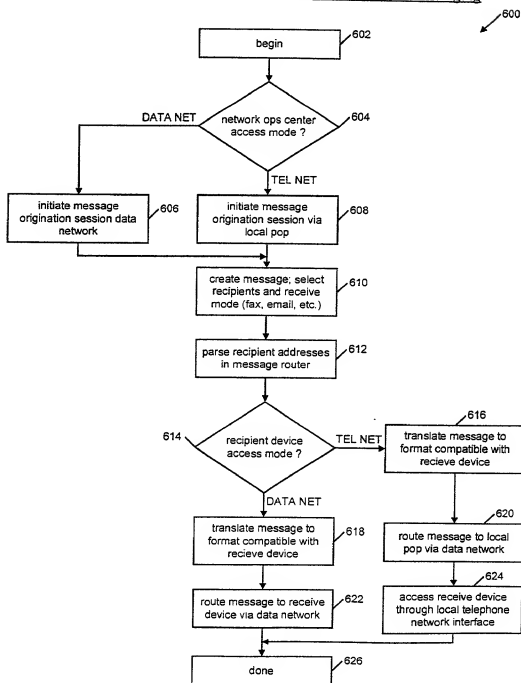 600
begin
602
network ops center
access mode ?
604
DATA NET
TEL NET
initiate message
origination session data
network
606
initiate message
origination session via
local pop
608
create message; select
recipients and receive
mode (fax, email, etc.)
610
parse recipient addresses
in message router
612
614
recipient device
access mode ?
TEL NET
DATA NET
616
translate message to
format compatible with
recieve device
translate message to
format compatible with
recieve device
618
620
route message to local
pop via data network
route message to receive
device via data network
622
624
access receive device
through local telephone
network interface
done
626